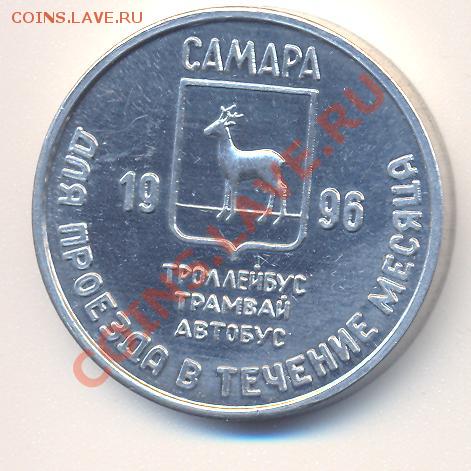 COINS.LAVE.RU
САМАРА
19 96
ТРОЛЛЕЙБУС
ТРАМВАЙ
АВТОБУС
ДЛЯ ПРОЕЗДА В ТЕЧЕНИЕ МЕСЯЦА
COINS.LAVE.RU